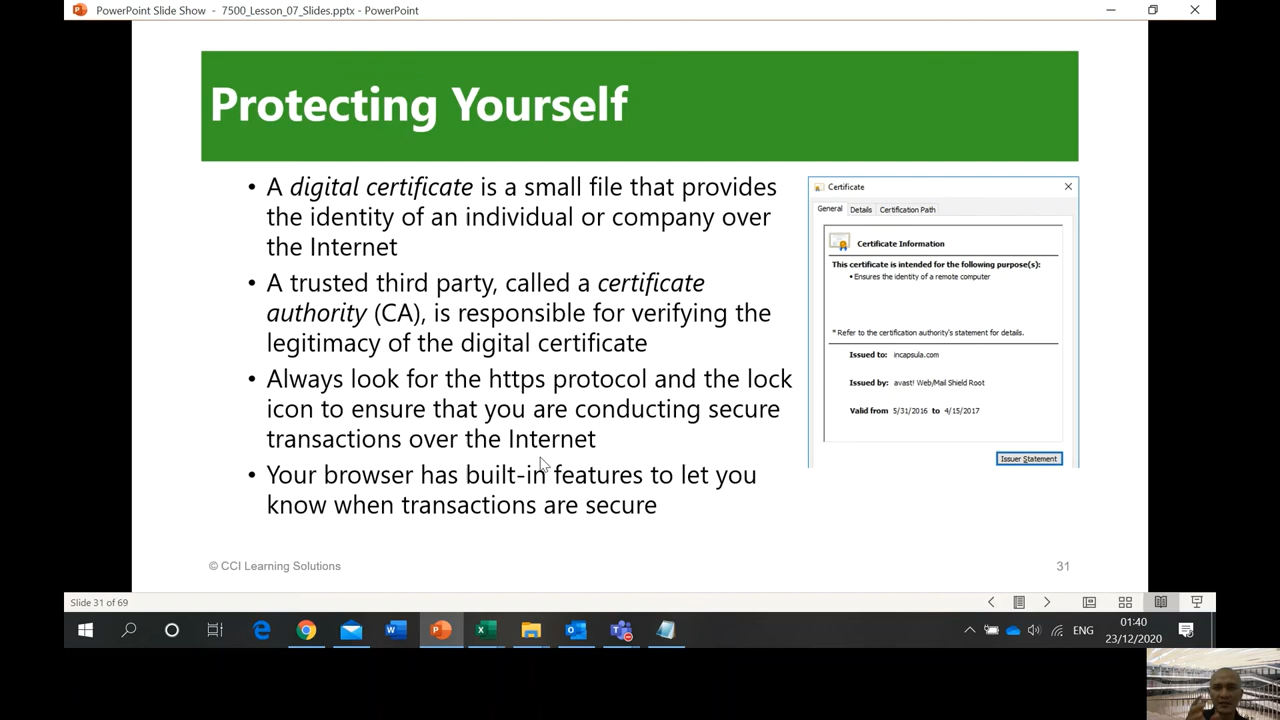 PowerPoint Slide Show - 7500_Lesson_07_Slides.pptx - PowerPoint
Protecting Yourself
• A digital certificate is a small file that provides
the identity of an individual or company over
the Internet
• A trusted third party, called a certificate
authority (CA), is responsible for verifying the
legitimacy of the digital certificate
• Always look for the https protocol and the lock
icon to ensure that you are conducting secure
transactions over the Internet
• Your browser has built-in features to let you
know when transactions are secure
Certificate
General Details Certification Path
Certificate Information
This certificate is intended for the following purpose(s):
• Ensures the identity of a remote computer
* Refer to the certification authority's statement for details.
Issued to: incapsula.com
Issued by: avast! Web/Mail Shield Root
Valid from 5/31/2016 to 4/15/2017
Issuer Statement
© CCI Learning Solutions
31
Slide 31 of 69
ENG
01:40
23/12/2020